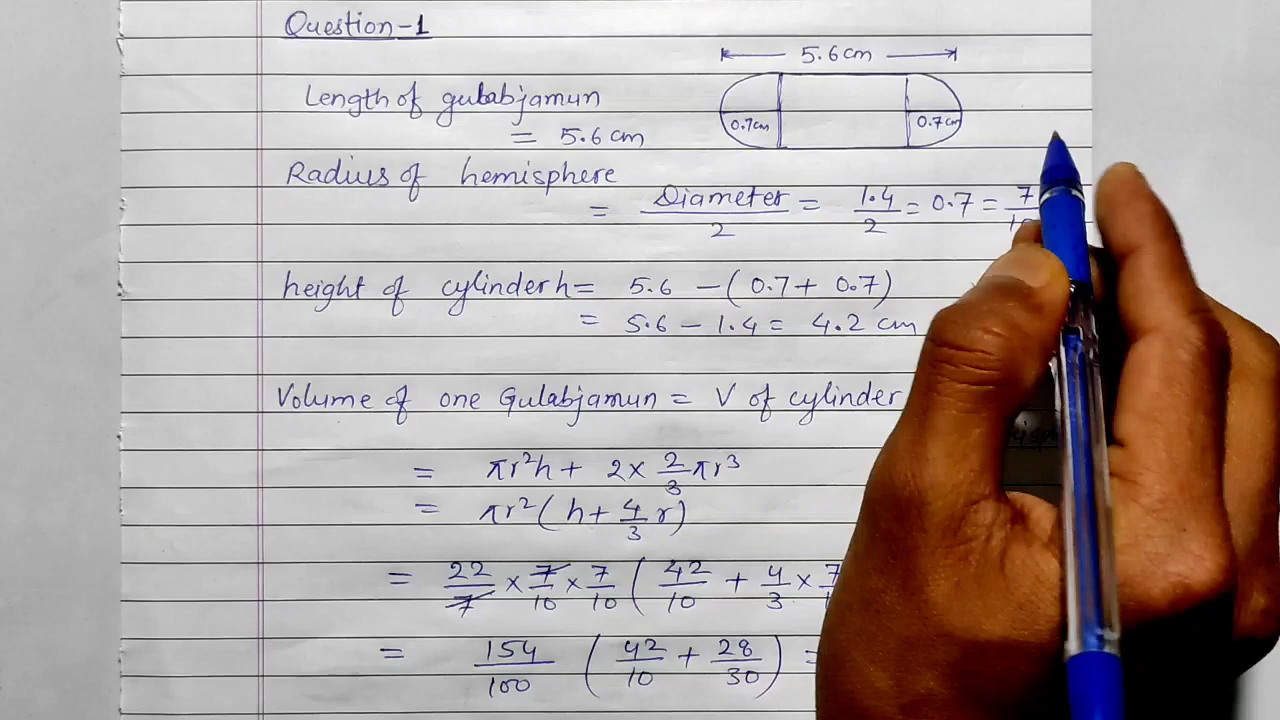 Question-1
5.6 cm
Length of gulabjamun
0.7cm 0.7cm
= 5.6 cm
Radius of hemisphere
= Diameter/2 = 1.4/2 = 0.7 = 7/10
height of cylinder h = 5.6 - (0.7 + 0.7)
= 5.6 - 1.4 = 4.2 cm
Volume of one Gulabjamun = V of cylinder
= πr²h + 2 × 2/3 πr³
= πr² (h + 4/3 r)
= 22/7 × 7/10 × 7/10 ( 42/10 + 4/3 × 7/
= 154/100 ( 42/10 + 28/30 ) =